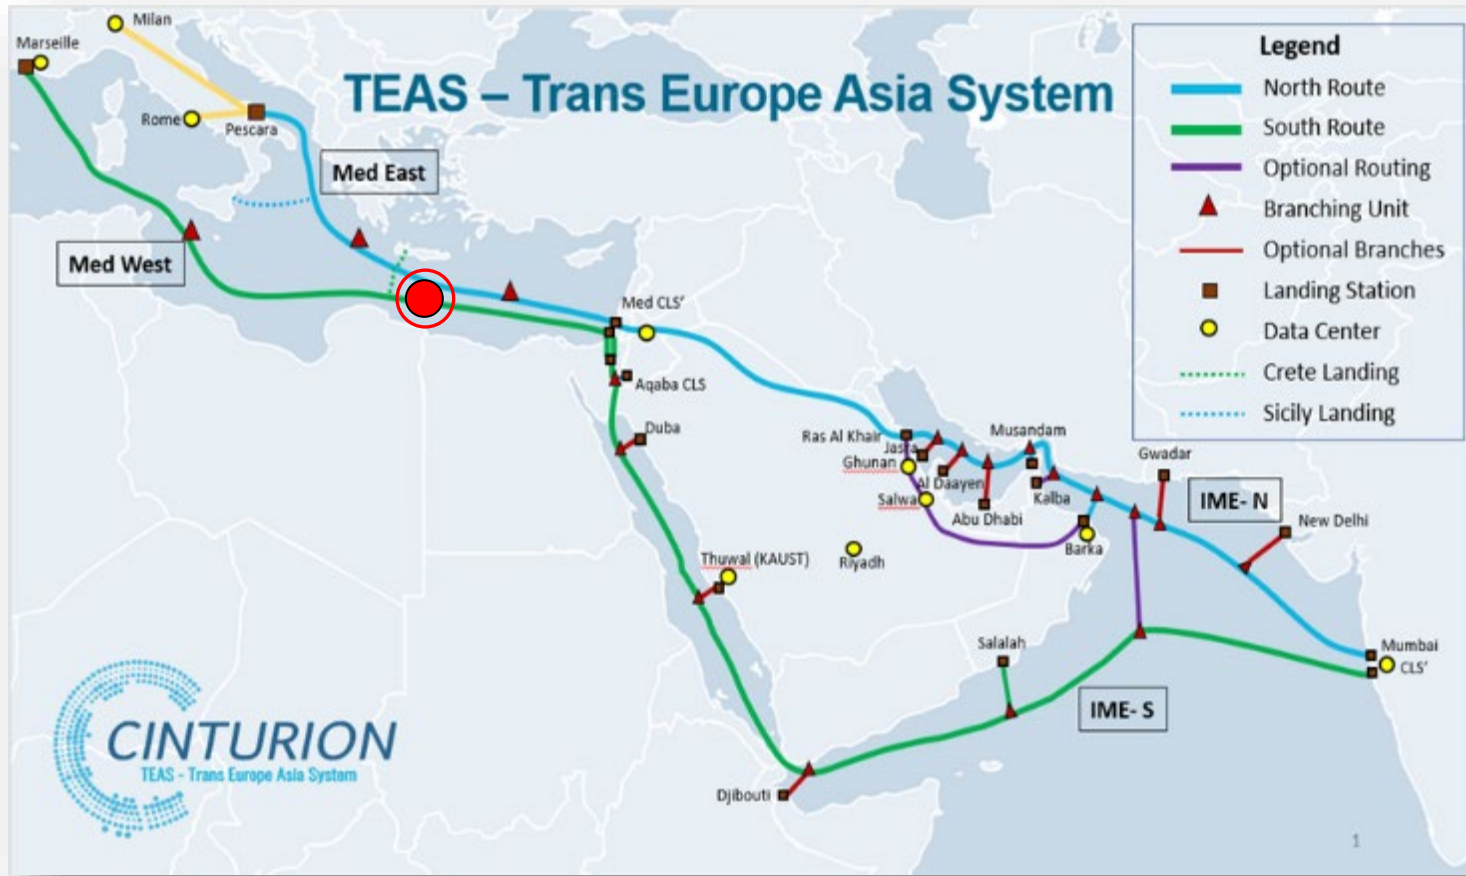 TEAS – Trans Europe Asia System
Milan
Marseille
Rome
Pescara
Med East
Med West
Med CLS'
Aqaba CLS
Duba
Ras Al Khair
Jasra
Ghunan
Salwa
Al Daayen
Abu Dhabi
Musandam
Kalba
Barka
Riyadh
Gwadar
IME- N
New Delhi
Thuwal (KAUST)
Salalah
Mumbai
CLS'
IME- S
Djibouti
Legend
North Route
South Route
Optional Routing
Branching Unit
Optional Branches
Landing Station
Data Center
Crete Landing
Sicily Landing
CINTURION
TEAS - Trans Europe Asia System
1